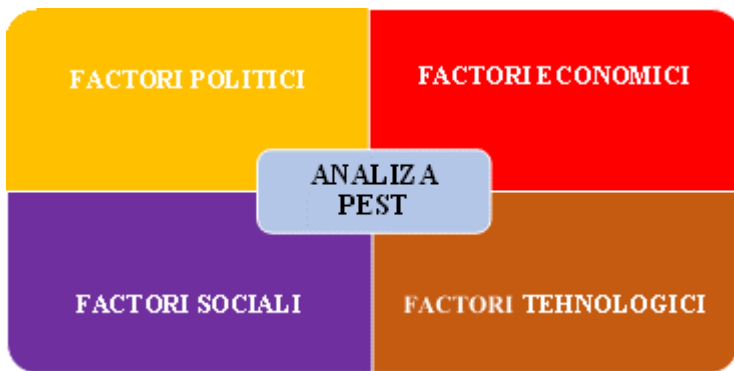 FACTORI POLITICI
FACTORI ECONOMICI
ANALIZA
PEST
FACTORI SOCIALI
FACTORI TEHNOLOGICI